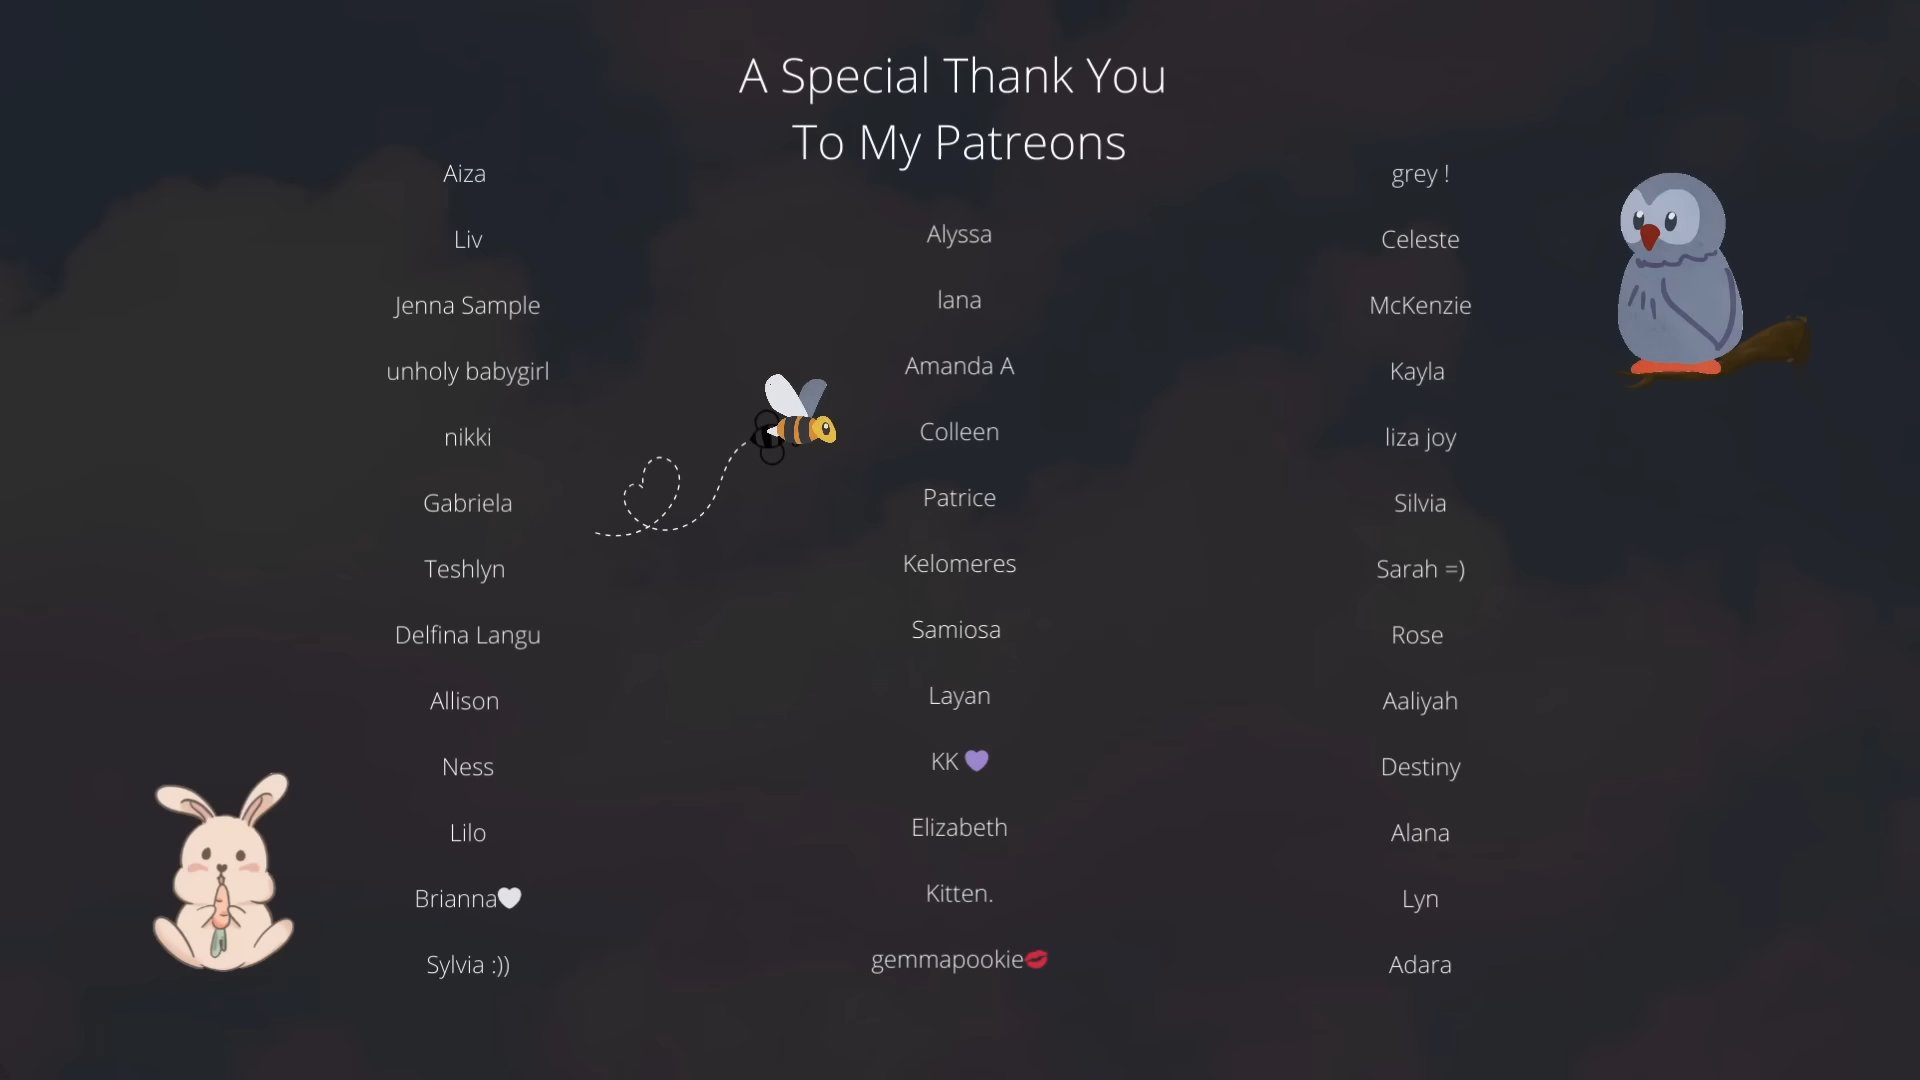 A Special Thank You
To My Patreons
Aiza
Liv
Jenna Sample
unholy babygirl
nikki
Gabriela
Teshlyn
Delfina Langu
Allison
Ness
Lilo
Brianna🤍
Sylvia :))
Alyssa
lana
Amanda A
Colleen
Patrice
Kelomeres
Samiosa
Layan
KK 💜
Elizabeth
Kitten.
gemmapookie💋
grey !
Celeste
McKenzie
Kayla
liza joy
Silvia
Sarah =)
Rose
Aaliyah
Destiny
Alana
Lyn
Adara